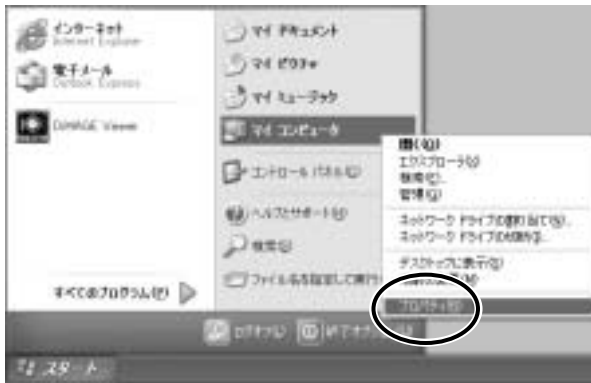 インターネット
Internet Explorer
電子メール
Outlook Express
DiMAGE Viewer
すべてのプログラム(P)
マイ ドキュメント
マイ ピクチャ
マイ ミュージック
マイ コンピュータ
コントロール パネル(C)
ヘルプとサポート(H)
検索(S)
ファイル名を指定して実行
開く(O)
エクスプローラ(X)
検索(E)...
管理(G)
ネットワーク ドライブの割り当て(N)...
ネットワーク ドライブの切断(I)...
デスクトップに表示(D)
プロパティ(R)
ログオフ(L)
スタート